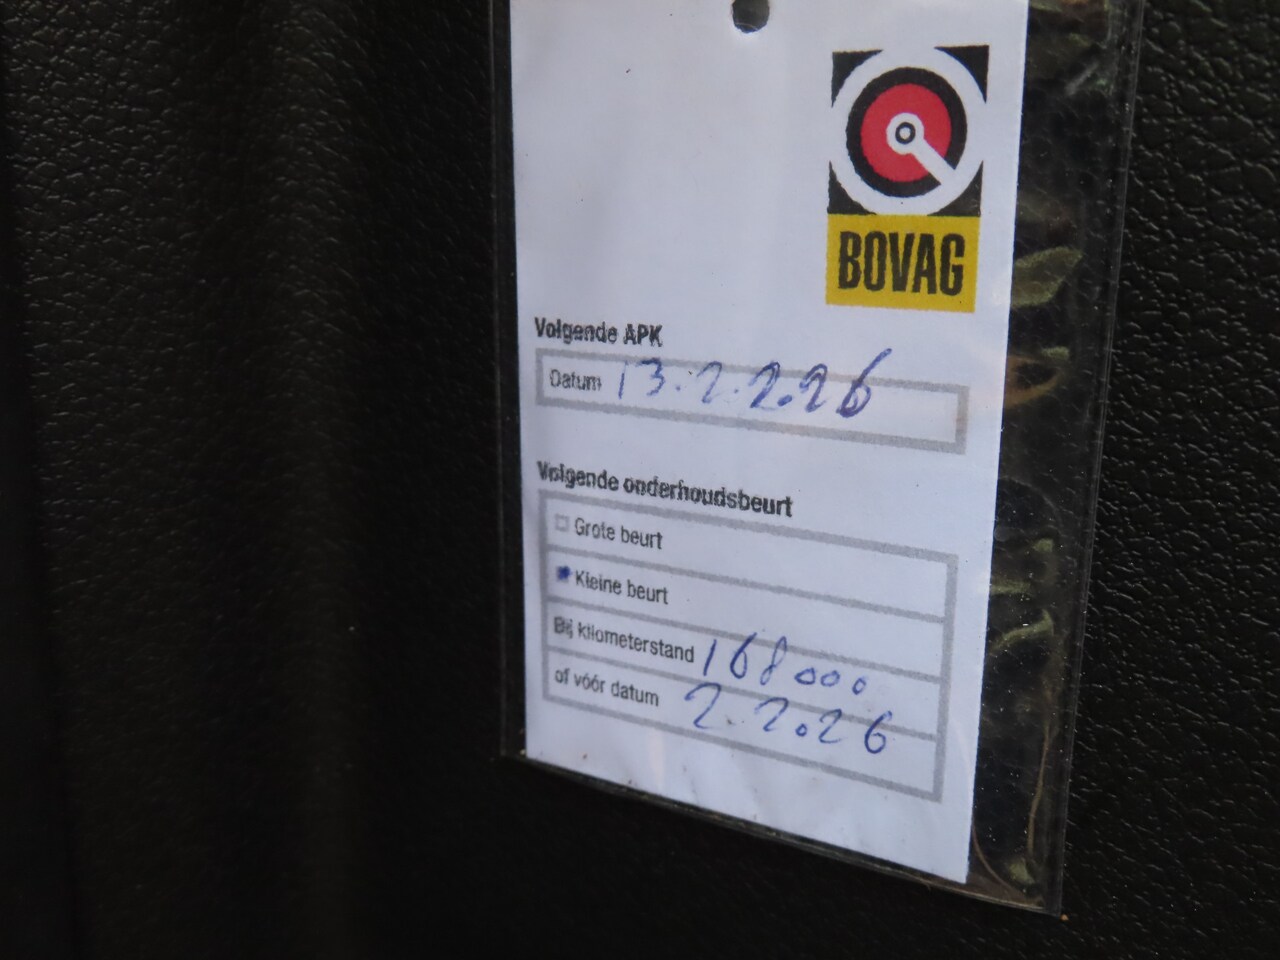 BOVAG
Volgende APK
Datum 13.2.2026
Volgende onderhoudsbeurt
Grote beurt
Kleine beurt
Bij kilometerstand 168000
of vóór datum 2.2026